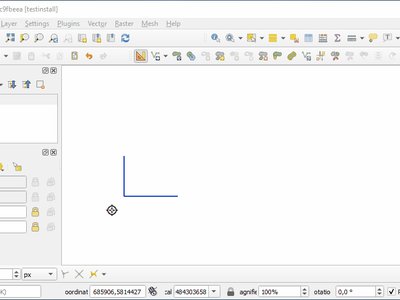 c9fbeea [testinstall]
Layer Settings Plugins Vector Raster Mesh Help
px
oordinat 685906,5814427 cal 484303658 agnifie 100% otatio 0,0 °